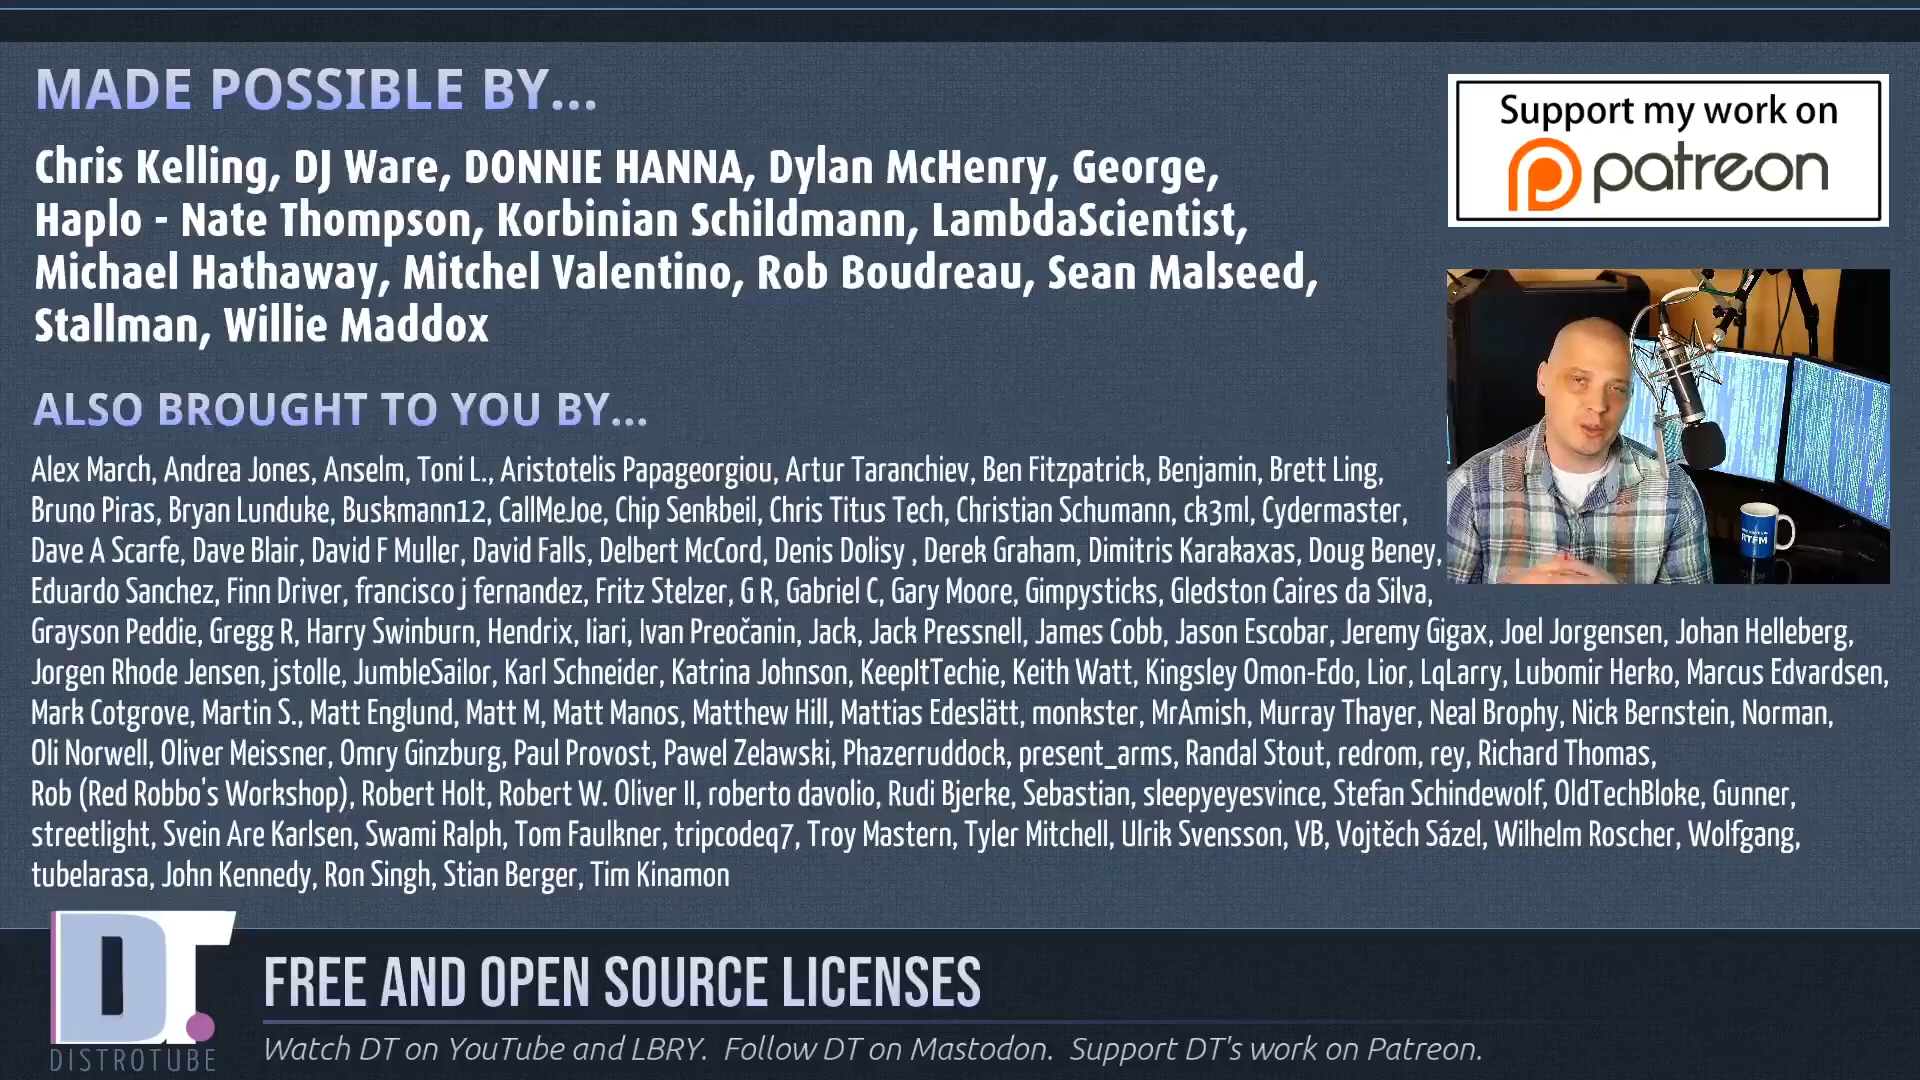 MADE POSSIBLE BY...
Chris Kelling, DJ Ware, DONNIE HANNA, Dylan McHenry, George,
Haplo - Nate Thompson, Korbinian Schildmann, LambdaScientist,
Michael Hathaway, Mitchel Valentino, Rob Boudreau, Sean Malseed,
Stallman, Willie Maddox
Support my work on
patreon
RTFM
ALSO BROUGHT TO YOU BY...
Alex March, Andrea Jones, Anselm, Toni L., Aristotelis Papageorgiou, Artur Taranchiev, Ben Fitzpatrick, Benjamin, Brett Ling,
Bruno Piras, Bryan Lunduke, Buskmann12, CallMeJoe, Chip Senkbeil, Chris Titus Tech, Christian Schumann, ck3ml, Cydermaster,
Dave A Scarfe, Dave Blair, David F Muller, David Falls, Delbert McCord, Denis Dolisy , Derek Graham, Dimitris Karakaxas, Doug Beney,
Eduardo Sanchez, Finn Driver, francisco j fernandez, Fritz Stelzer, G R, Gabriel C, Gary Moore, Gimpysticks, Gledston Caires da Silva,
Grayson Peddie, Gregg R, Harry Swinburn, Hendrix, Iiari, Ivan Preočanin, Jack, Jack Pressnell, James Cobb, Jason Escobar, Jeremy Gigax, Joel Jorgensen, Johan Helleberg,
Jorgen Rhode Jensen, jstolle, JumbleSailor, Karl Schneider, Katrina Johnson, KeepItTechie, Keith Watt, Kingsley Omon-Edo, Lior, LqLarry, Lubomir Herko, Marcus Edvardsen,
Mark Cotgrove, Martin S., Matt Englund, Matt M, Matt Manos, Matthew Hill, Mattias Edeslätt, monkster, MrAmish, Murray Thayer, Neal Brophy, Nick Bernstein, Norman,
Oli Norwell, Oliver Meissner, Omry Ginzburg, Paul Provost, Pawel Zelawski, Phazerruddock, present_arms, Randal Stout, redrom, rey, Richard Thomas,
Rob (Red Robbo's Workshop), Robert Holt, Robert W. Oliver II, roberto davolio, Rudi Bjerke, Sebastian, sleepyeyesvince, Stefan Schindewolf, OldTechBloke, Gunner,
streetlight, Svein Are Karlsen, Swami Ralph, Tom Faulkner, tripcodeq7, Troy Mastern, Tyler Mitchell, Ulrik Svensson, VB, Vojtěch Sázel, Wilhelm Roscher, Wolfgang,
tubelarasa, John Kennedy, Ron Singh, Stian Berger, Tim Kinamon
DT
DISTROTUBE
FREE AND OPEN SOURCE LICENSES
Watch DT on YouTube and LBRY. Follow DT on Mastodon. Support DT's work on Patreon.